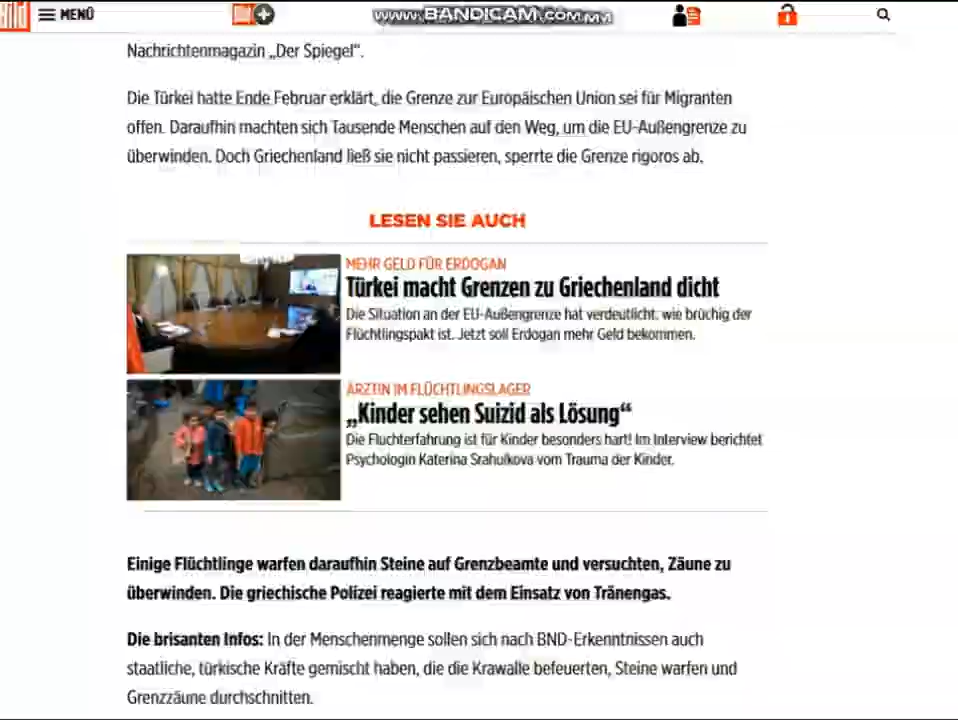 Bild
MENÜ
Bild
www.BANDICAM.COM
Nachrichtenmagazin „Der Spiegel“.
Die Türkei hatte Ende Februar erklärt, die Grenze zur Europäischen Union sei für Migranten
offen. Daraufhin machten sich Tausende Menschen auf den Weg, um die EU-Außengrenze zu
überwinden. Doch Griechenland ließ sie nicht passieren, sperrte die Grenze rigoros ab.
LESEN SIE AUCH
MEHR GELD FÜR ERDOGAN
Türkei macht Grenzen zu Griechenland dicht
Die Situation an der EU-Außengrenze hat verdeutlicht, wie brüchig der
Flüchtlingspakt ist. Jetzt soll Erdogan mehr Geld bekommen.
ÄRZTIN IM FLÜCHTLINGSLAGER
„Kinder sehen Suizid als Lösung“
Die Fluchterfahrung ist für Kinder besonders hart! Im Interview berichtet
Psychologin Katerina Srahulkova vom Trauma der Kinder.
Einige Flüchtlinge warfen daraufhin Steine auf Grenzbeamte und versuchten, Zäune zu
überwinden. Die griechische Polizei reagierte mit dem Einsatz von Tränengas.
Die brisanten Infos: In der Menschenmenge sollen sich nach BND-Erkenntnissen auch
staatliche, türkische Kräfte gemischt haben, die die Krawalle befeuerten, Steine warfen und
Grenzzäune durchschnitten.